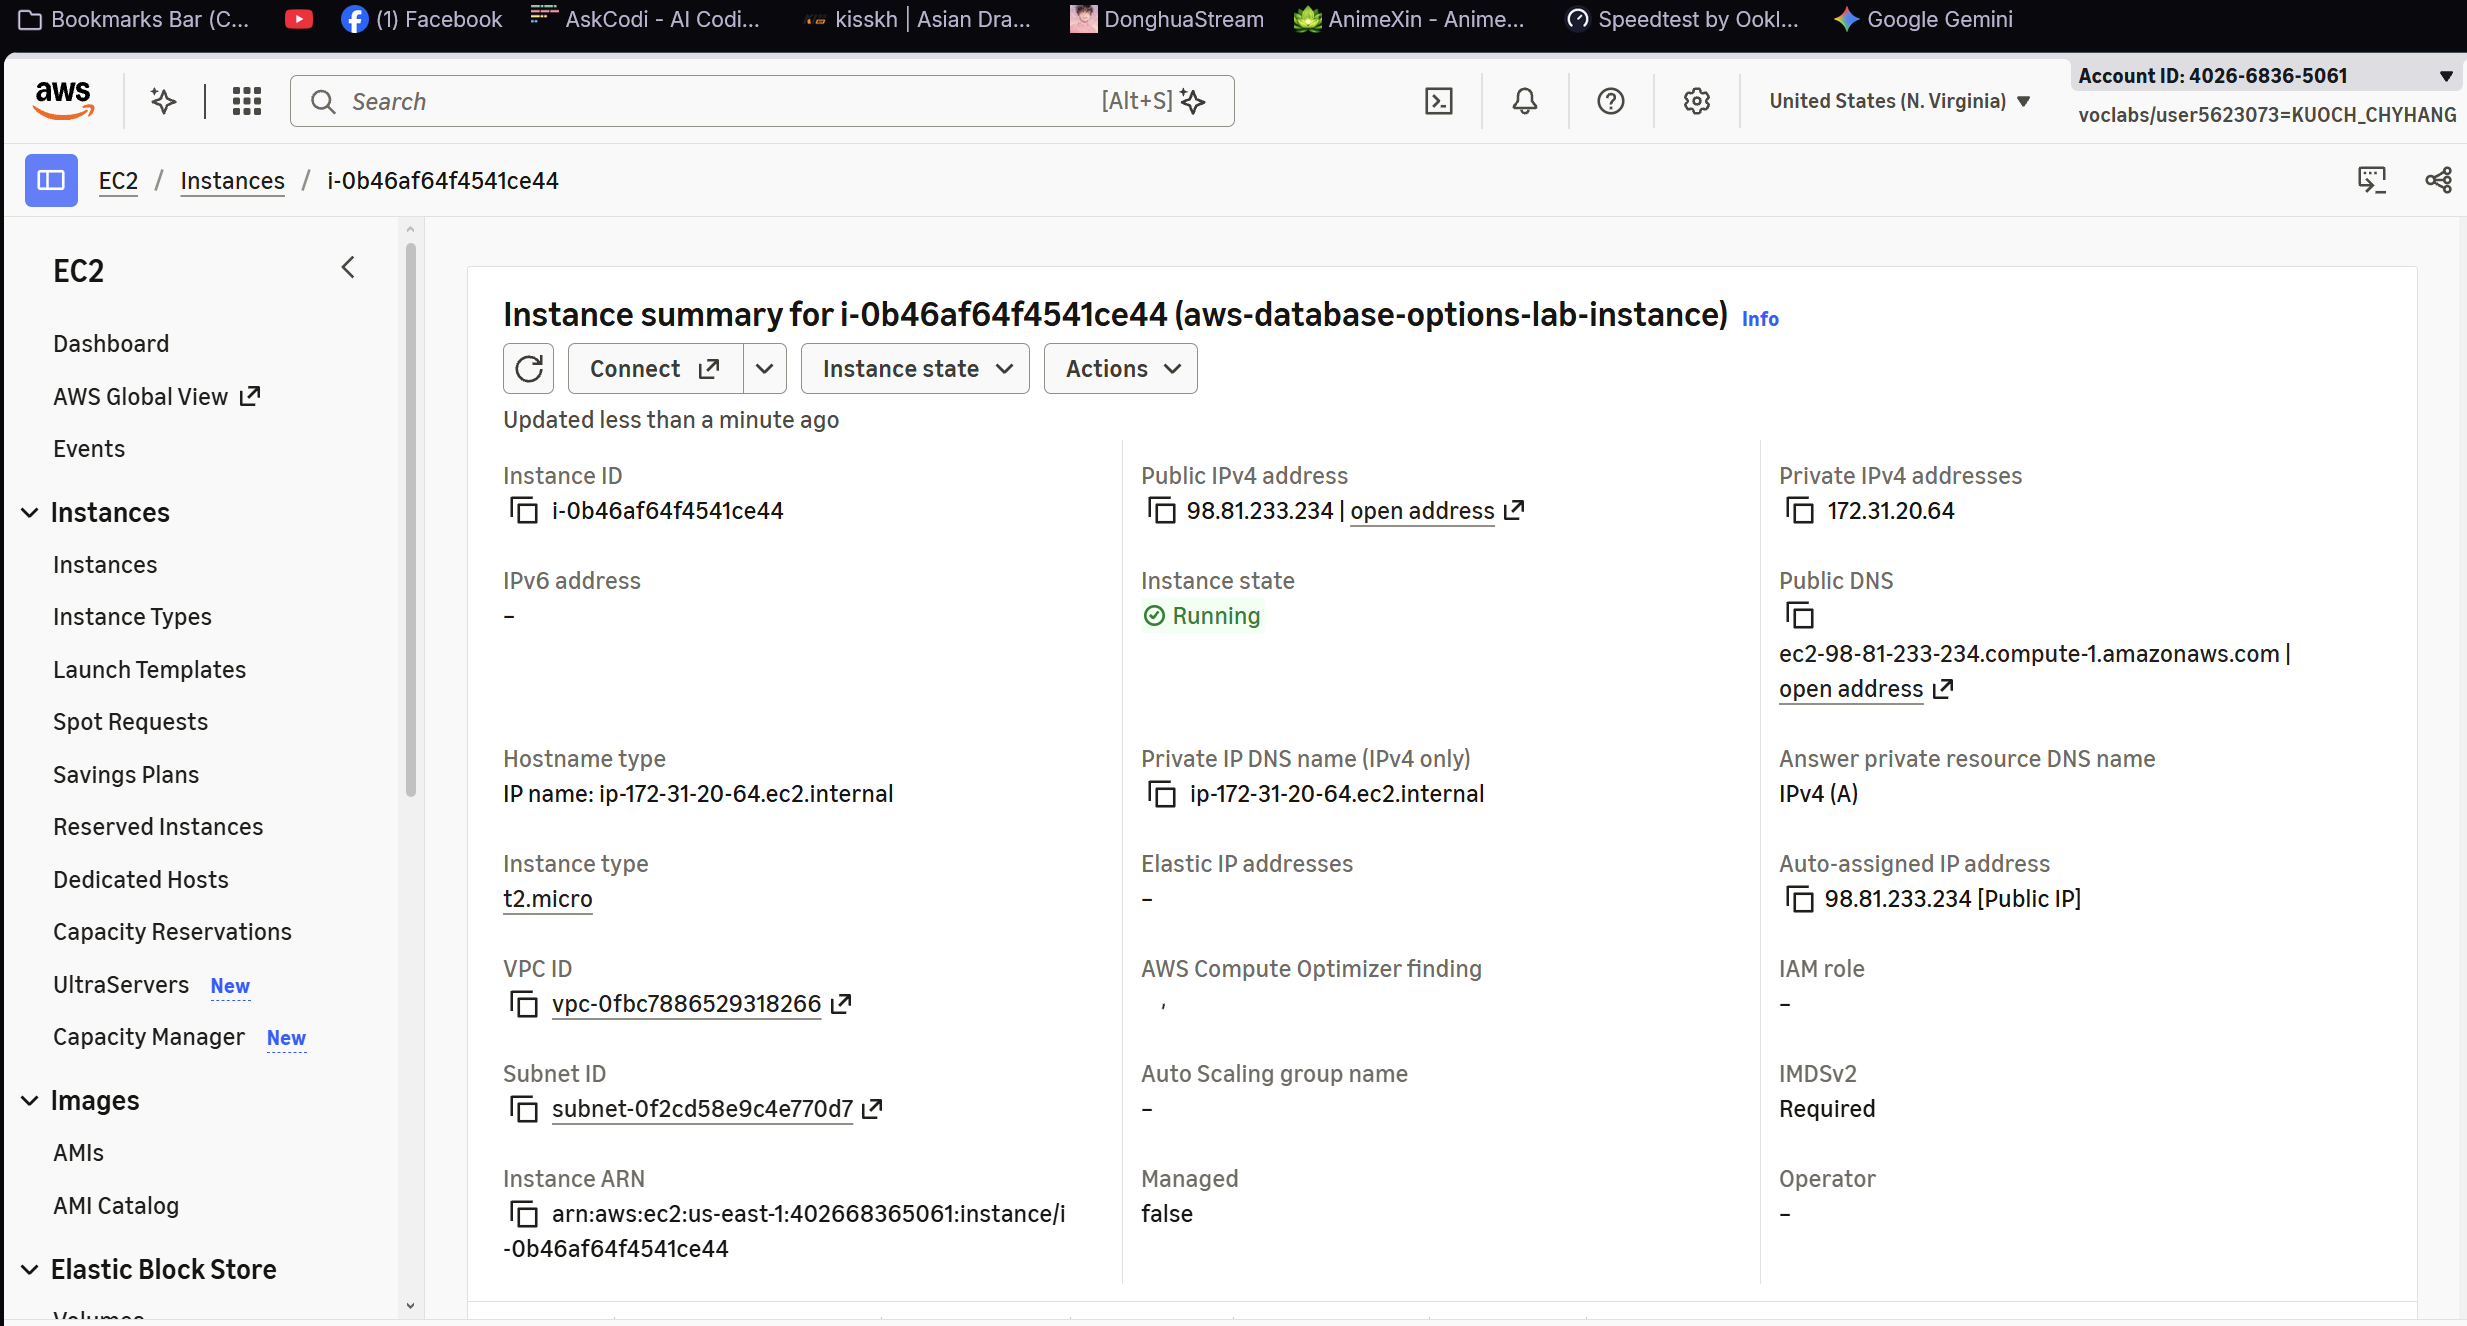 Bookmarks Bar (C...
(1) Facebook
AskCodi - AI Codi...
kisskh | Asian Dra...
DonghuaStream
AnimeXin - Anime...
Speedtest by Ookl...
Google Gemini
aws
Search
[Alt+S]
United States (N. Virginia)
Account ID: 4026-6836-5061
voclabs/user5623073=KUOCH_CHYHANG
EC2 / Instances / i-0b46af64f4541ce44
EC2
Dashboard
AWS Global View
Events
Instances
Instances
Instance Types
Launch Templates
Spot Requests
Savings Plans
Reserved Instances
Dedicated Hosts
Capacity Reservations
UltraServers New
Capacity Manager New
Images
AMIs
AMI Catalog
Elastic Block Store
Volumes
Instance summary for i-0b46af64f4541ce44 (aws-database-options-lab-instance) Info
Connect
Instance state
Actions
Updated less than a minute ago
Instance ID
i-0b46af64f4541ce44
Public IPv4 address
98.81.233.234 | open address
Private IPv4 addresses
172.31.20.64
IPv6 address
–
Instance state
Running
Public DNS
ec2-98-81-233-234.compute-1.amazonaws.com |
open address
Hostname type
IP name: ip-172-31-20-64.ec2.internal
Private IP DNS name (IPv4 only)
ip-172-31-20-64.ec2.internal
Answer private resource DNS name
IPv4 (A)
Instance type
t2.micro
Elastic IP addresses
–
Auto-assigned IP address
98.81.233.234 [Public IP]
VPC ID
vpc-0fbc7886529318266
AWS Compute Optimizer finding
IAM role
–
Subnet ID
subnet-0f2cd58e9c4e770d7
Auto Scaling group name
–
IMDSv2
Required
Instance ARN
arn:aws:ec2:us-east-1:402668365061:instance/i
-0b46af64f4541ce44
Managed
false
Operator
–